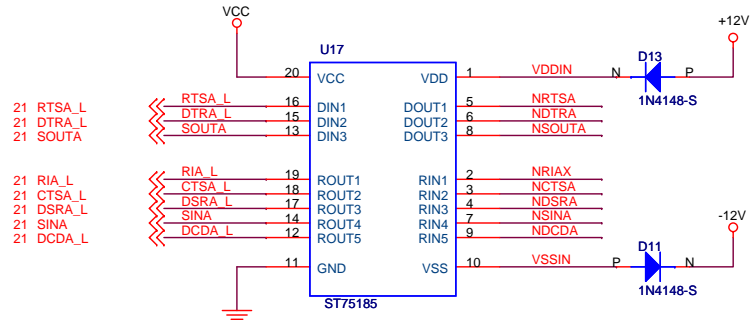 VCC
+12V
U17
D13
20 VCC VDD 1 VDDIN N P
1N4148-S
21 RTSA_L RTSA_L 16 DIN1 DOUT1 5 NRTSA
21 DTRA_L DTRA_L 15 DIN2 DOUT2 6 NDTRA
21 SOUTA SOUTA 13 DIN3 DOUT3 8 NSOUTA
21 RIA_L RIA_L 19 ROUT1 RIN1 2 NRIAX
21 CTSA_L CTSA_L 18 ROUT2 RIN2 3 NCTSA
21 DSRA_L DSRA_L 17 ROUT3 RIN3 4 NDSRA
21 SINA SINA 14 ROUT4 RIN4 7 NSINA
21 DCDA_L DCDA_L 12 ROUT5 RIN5 9 NDCDA
-12V
D11
11 GND VSS 10 VSSIN P N
1N4148-S
ST75185